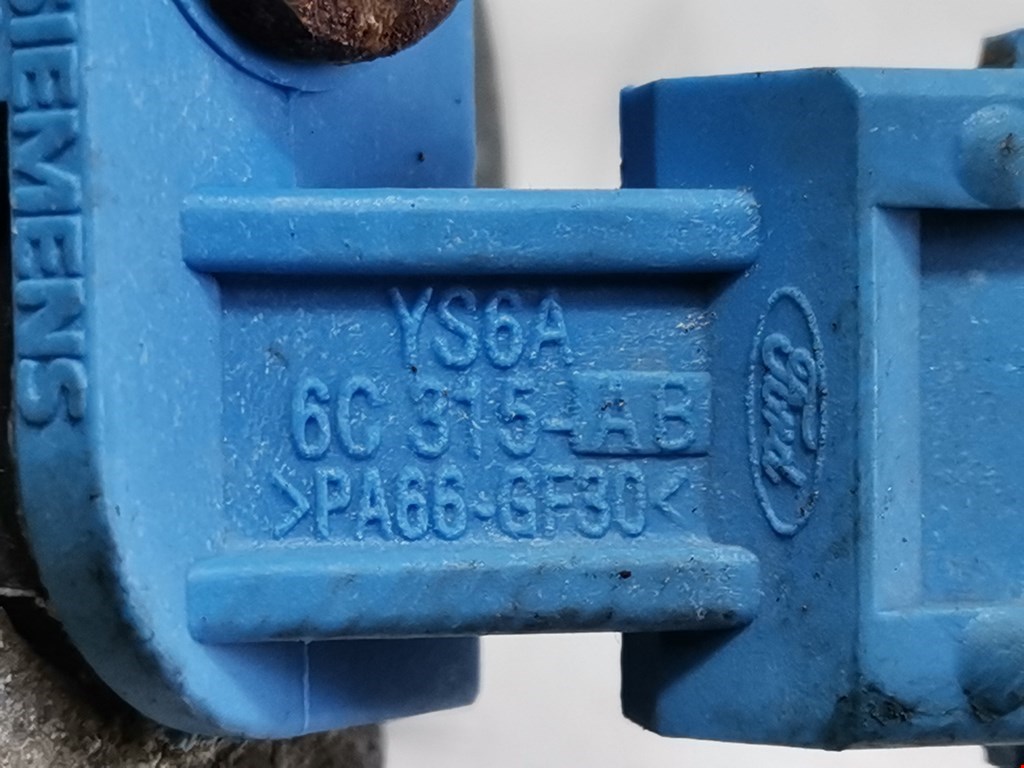 SIEMENS
YS6A
6C 315-AB
>PA66-GF30<
Ford